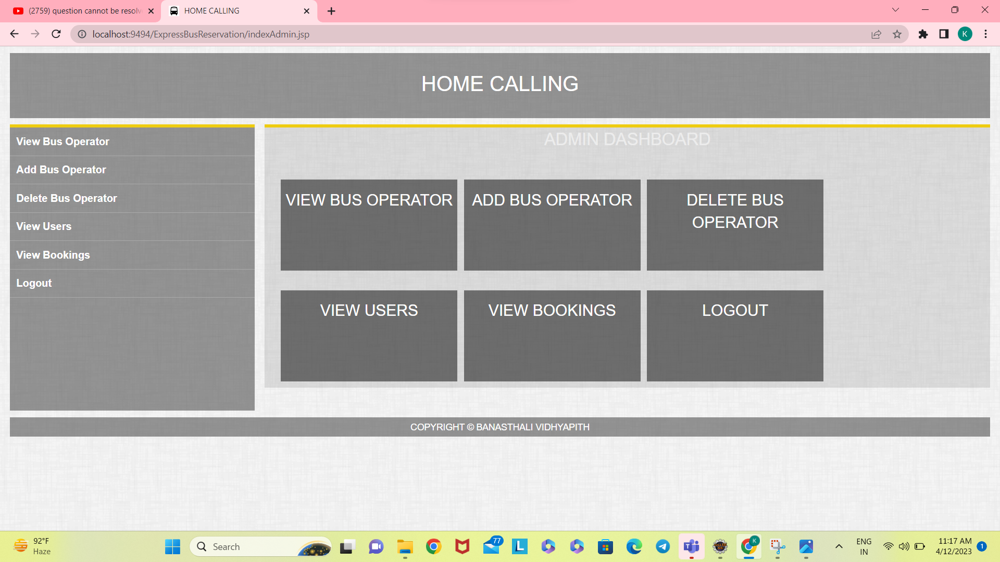 (2759) question cannot be resolv
HOME CALLING
localhost:9494/ExpressBusReservation/indexAdmin.jsp
K
HOME CALLING
View Bus Operator
Add Bus Operator
Delete Bus Operator
View Users
View Bookings
Logout
ADMIN DASHBOARD
VIEW BUS OPERATOR
ADD BUS OPERATOR
DELETE BUS
OPERATOR
VIEW USERS
VIEW BOOKINGS
LOGOUT
COPYRIGHT © BANASTHALI VIDHYAPITH
92°F
Haze
Search
77
L
K
ENG
IN
11:17 AM
4/12/2023
1